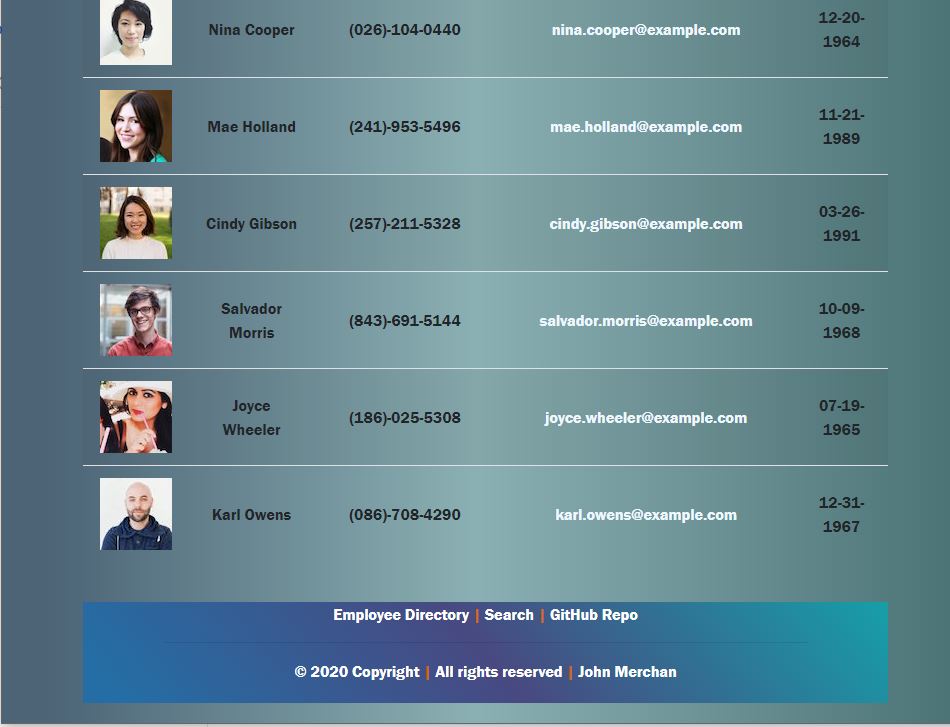 Nina Cooper (026)-104-0440 nina.cooper@example.com 12-20-
1964
Mae Holland (241)-953-5496 mae.holland@example.com 11-21-
1989
Cindy Gibson (257)-211-5328 cindy.gibson@example.com 03-26-
1991
Salvador
Morris (843)-691-5144 salvador.morris@example.com 10-09-
1968
Joyce
Wheeler (186)-025-5308 joyce.wheeler@example.com 07-19-
1965
Karl Owens (086)-708-4290 karl.owens@example.com 12-31-
1967
Employee Directory | Search | GitHub Repo
© 2020 Copyright | All rights reserved | John Merchan